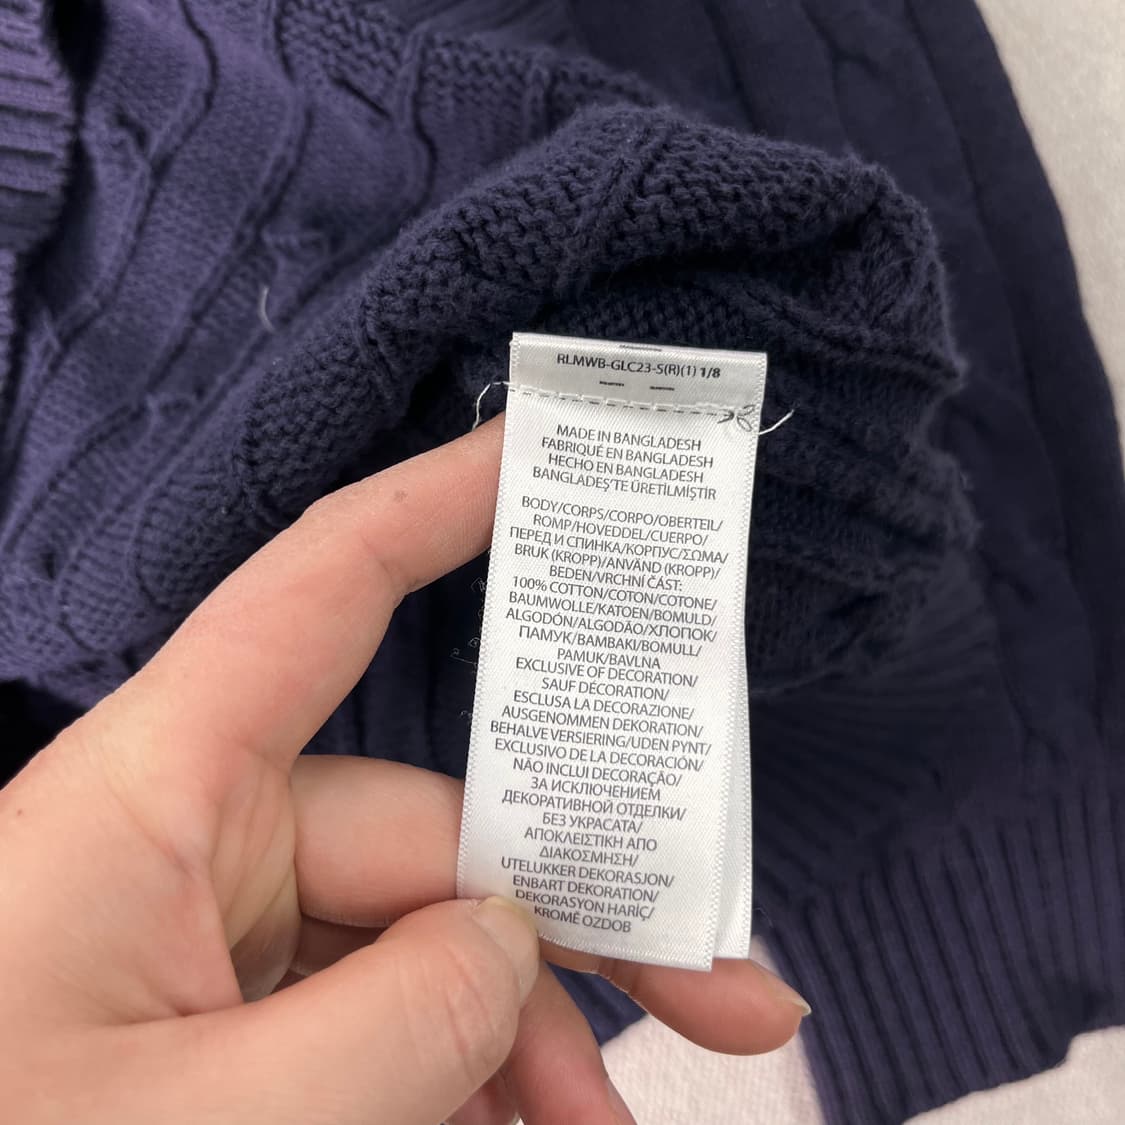 RLMWB-GLC23-S(R)(1) 1/8
MADE IN BANGLADESH
FABRIQUÉ EN BANGLADESH
HECHO EN BANGLADESH
BANGLADEŞ'TE ÜRETİLMİŞTİR
BODY/CORPS/CORPO/OBERTEIL/
ROMP/HOVEDDEL/CUERPO/
ПЕРЕД И СПИНКА/КОРПУС/ΣΩΜΑ/
BRUK (KROPP)/ANVÄND (KROPP)/
BEDEN/VRCHNÍ ČÁST:
100% COTTON/COTON/COTONE/
BAUMWOLLE/KATOEN/BOMULD/
ALGODÓN/ALGODÃO/ХЛОПОК/
ПАМУК/ΒΑΜΒΑΚΙ/BOMULL/
PAMUK/BAVLNA
EXCLUSIVE OF DECORATION/
SAUF DÉCORATION/
ESCLUSA LA DECORAZIONE/
AUSGENOMMEN DEKORATION/
BEHALVE VERSIERING/UDEN PYNT/
EXCLUSIVO DE LA DECORACIÓN/
NÃO INCLUI DECORAÇÃO/
ЗА ИСКЛЮЧЕНИЕМ
ДЕКОРАТИВНОЙ ОТДЕЛКИ/
БЕЗ УКРАСАТА/
ΑΠΟΚΛΕΙΣΤΙΚΗ ΑΠΟ
ΔΙΑΚΟΣΜΗΣΗ/
UTELUKKER DEKORASJON/
ENBART DEKORATION/
DEKORASYON HARİÇ/
KROMĚ OZDOB